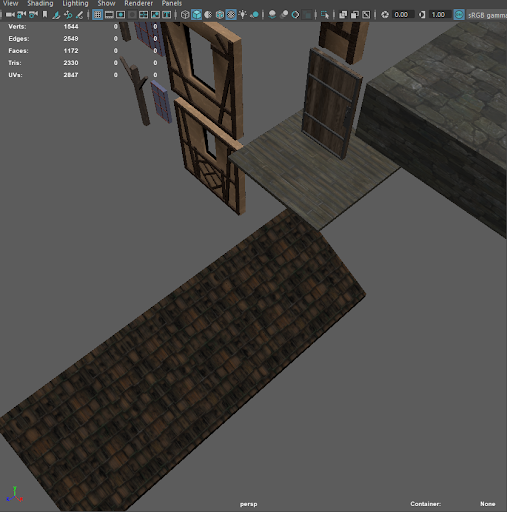 View Shading Lighting Show Renderer Panels
0.00 1.00 sRGB gamm
Verts: 1544 0 0
Edges: 2549 0 0
Faces: 1172 0 0
Tris: 2330 0 0
UVs: 2847 0 0
persp Container: None